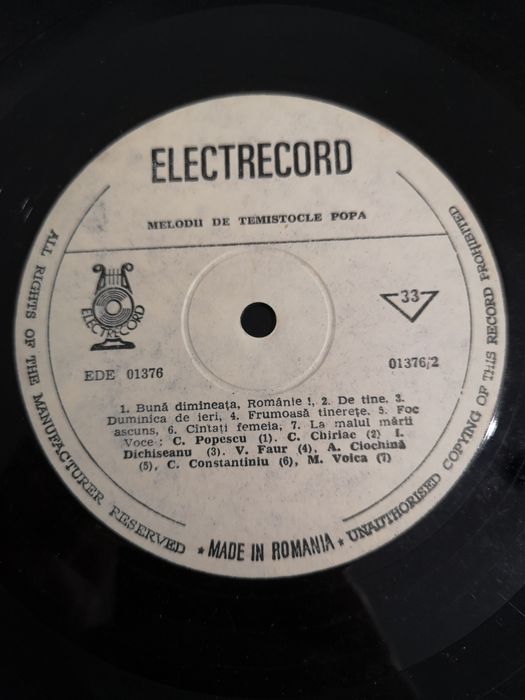 ELECTRECORD
MELODII DE TEMISTOCLE POPA
ELECTRECORD
33
EDE 01376
01376/2
1. Bună dimineața, Românie !, 2. De tine, 3.
Duminica de ieri, 4. Frumoasă tinerețe, 5. Foc
ascuns, 6. Cîntați femeia, 7. La malul mării
Voce : C. Popescu (1). C. Chiriac (2) I.
Dichiseanu (3). V. Faur (4), A. Ciochină
(5), C. Constantiniu (6), M. Voica (7)
ALL RIGHTS OF THE MANUFACTURER RESERVED ★ MADE IN ROMANIA ★ UNAUTHORISED COPYING OF THIS RECORD PROHIBITED